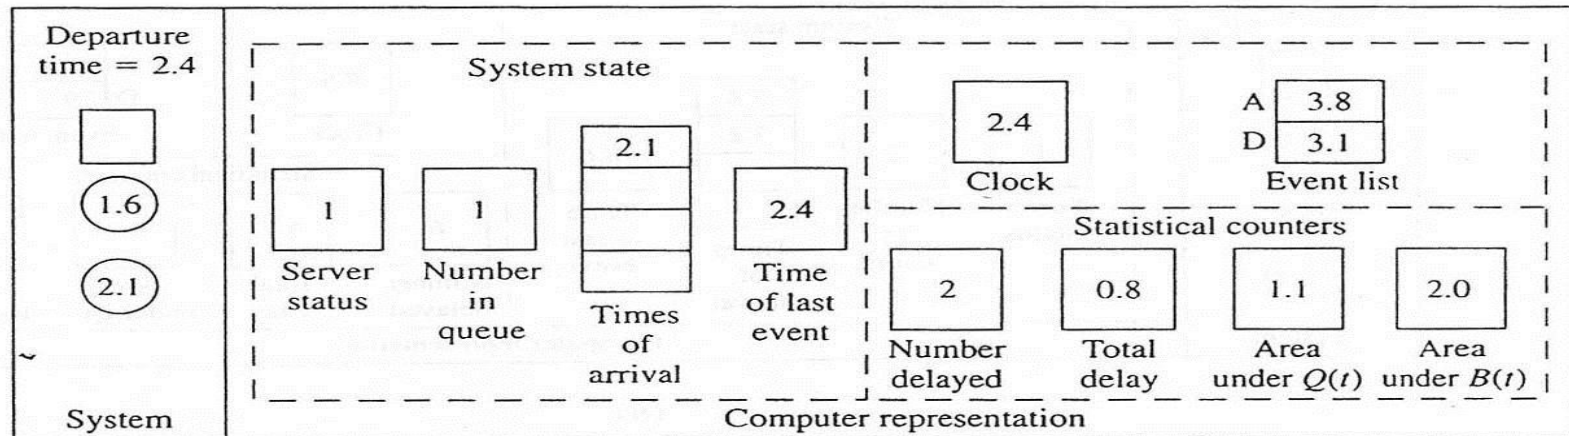 Departure
time = 2.4
1.6
2.1
System
System state
1
Server
status
1
Number
in
queue
2.1
Times
of
arrival
2.4
Time
of last
event
2.4
Clock
A 3.8
D 3.1
Event list
Statistical counters
2
Number
delayed
0.8
Total
delay
1.1
Area
under Q(t)
2.0
Area
under B(t)
Computer representation